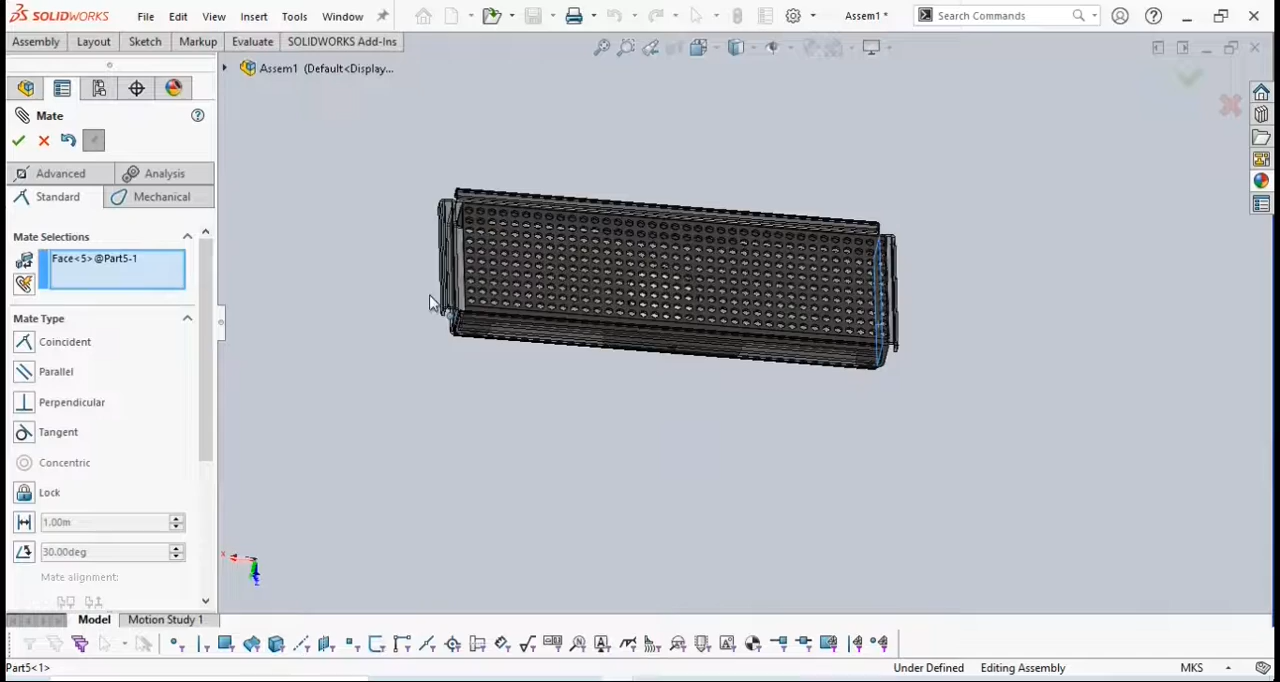 SOLIDWORKS File Edit View Insert Tools Window Assem1 * Search Commands
Assembly Layout Sketch Markup Evaluate SOLIDWORKS Add-Ins
Assem1 (Default<Display...
Mate
Advanced Analysis
Standard Mechanical
Mate Selections
Face<5>@Part5-1
Mate Type
Coincident
Parallel
Perpendicular
Tangent
Concentric
Lock
1.00m
30.00deg
Mate alignment:
x
z
Model Motion Study 1
Part5<1> Under Defined Editing Assembly MKS